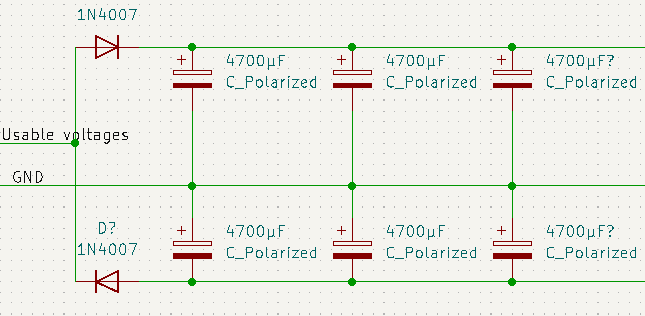 1N4007
+ 4700µF
C_Polarized
+ 4700µF
C_Polarized
+ 4700µF?
C_Polarized
Usable voltages
GND
D?
1N4007
+ 4700µF
C_Polarized
+ 4700µF
C_Polarized
+ 4700µF?
C_Polarized